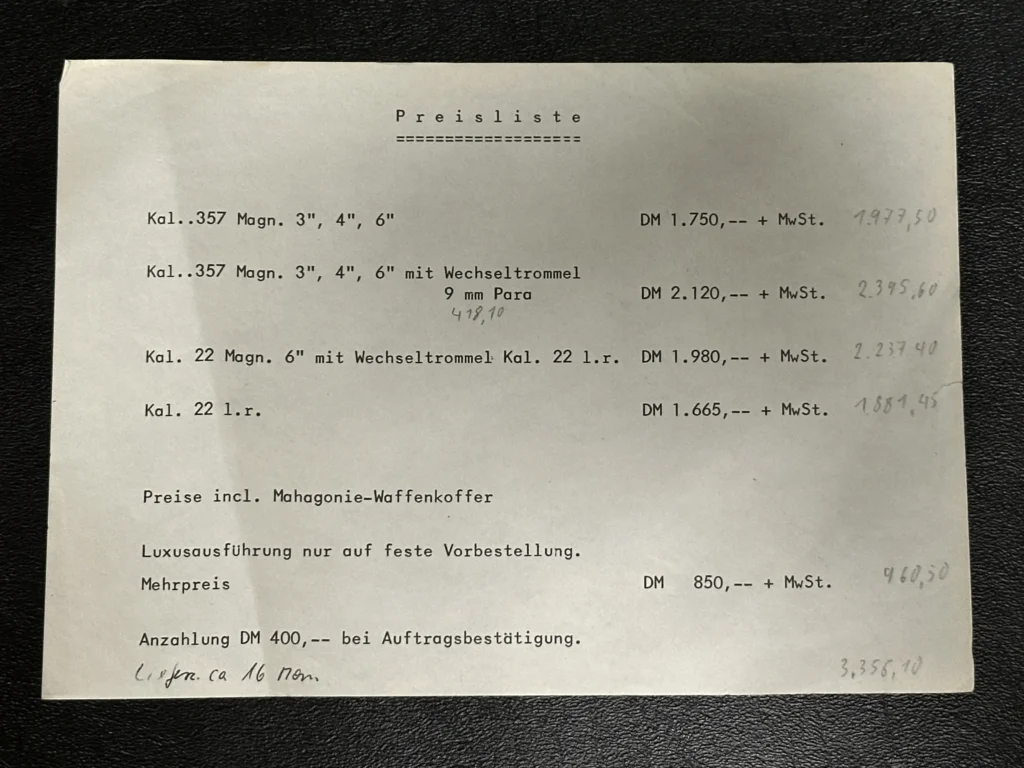 Preisliste
==================
Kal..357 Magn. 3", 4", 6" DM 1.750,-- + MwSt. 1977,50
Kal..357 Magn. 3", 4", 6" mit Wechseltrommel
9 mm Para DM 2.120,-- + MwSt. 2.395,60
418,10
Kal. 22 Magn. 6" mit Wechseltrommel Kal. 22 l.r. DM 1.980,-- + MwSt. 2.237 40
Kal. 22 l.r. DM 1.665,-- + MwSt. 1881,45
Preise incl. Mahagonie-Waffenkoffer
Luxusausführung nur auf feste Vorbestellung.
Mehrpreis DM 850,-- + MwSt. 960,50
Anzahlung DM 400,-- bei Auftragsbestätigung.
ca 16 Mon. 3.356,10